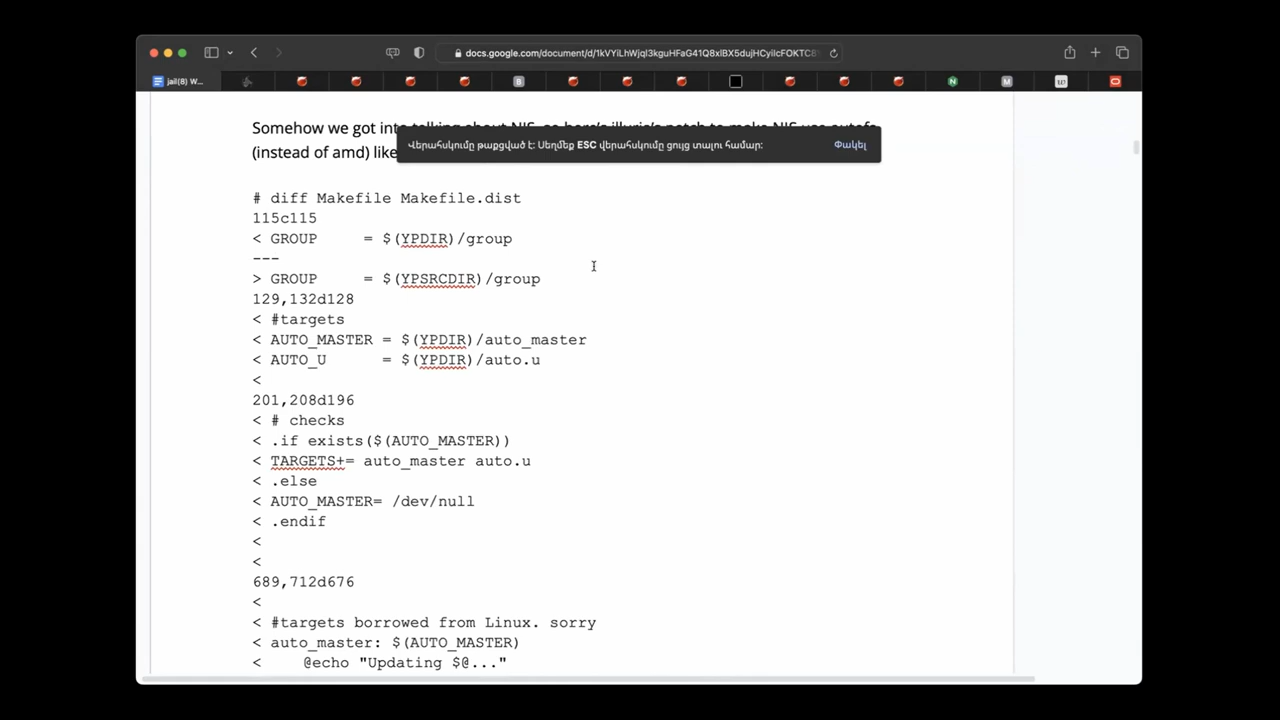 docs.google.com/document/d/1kVYiLhWjql3kguHFaG41Q8xlBX5dujHCyilcFOKTC8
jail(8) W...
Somehow we got into talking about NIS, so here's illuria's patch to make NIS use autofs
(instead of amd) like
Վերահսկումը թաքցված է: Սեղմեք ESC վերահսկումը ցույց տալու համար:
Փակել
# diff Makefile Makefile.dist
115c115
< GROUP = $(YPDIR)/group
---
> GROUP = $(YPSRCDIR)/group
129,132d128
< #targets
< AUTO_MASTER = $(YPDIR)/auto_master
< AUTO_U = $(YPDIR)/auto.u
<
201,208d196
< # checks
< .if exists($(AUTO_MASTER))
< TARGETS+= auto_master auto.u
< .else
< AUTO_MASTER= /dev/null
< .endif
<
<
689,712d676
<
< #targets borrowed from Linux. sorry
< auto_master: $(AUTO_MASTER)
< @echo "Updating $@..."